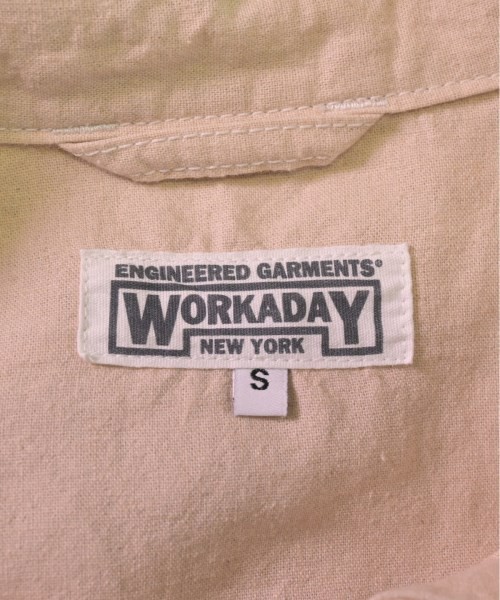 ENGINEERED GARMENTS®
WORKADAY
NEW YORK
S